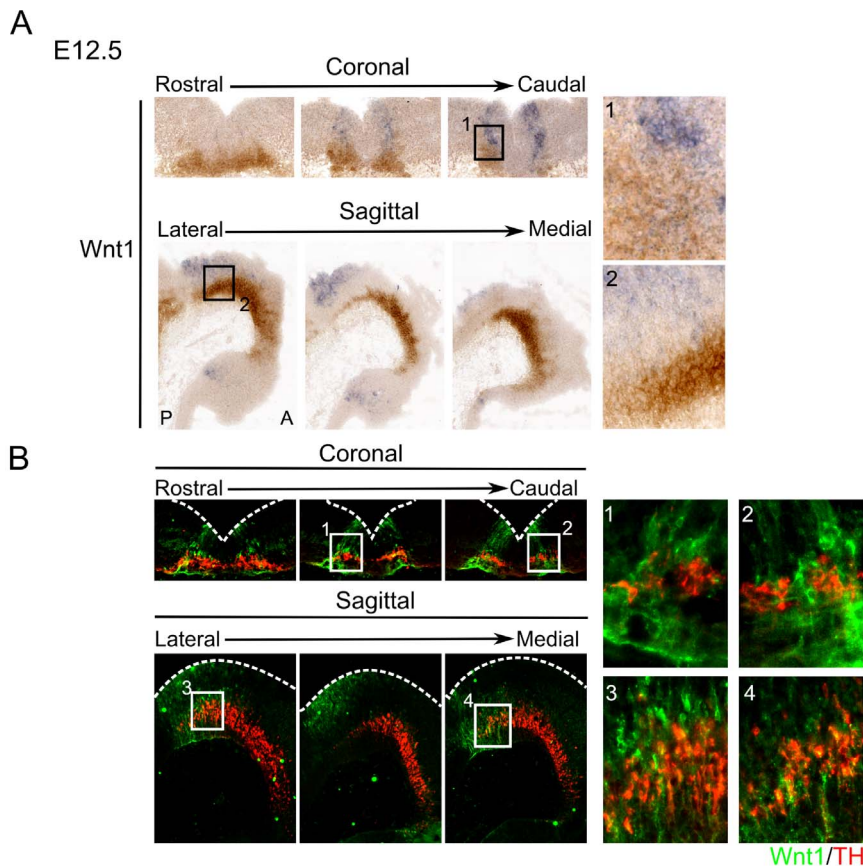 A
E12.5
Coronal
Rostral Caudal
1
1
Wnt1
Sagittal
Lateral Medial
2
2
P A
B
Coronal
Rostral Caudal
1 2
1 2
Sagittal
Lateral Medial
3 4
3 4
Wnt1/TH